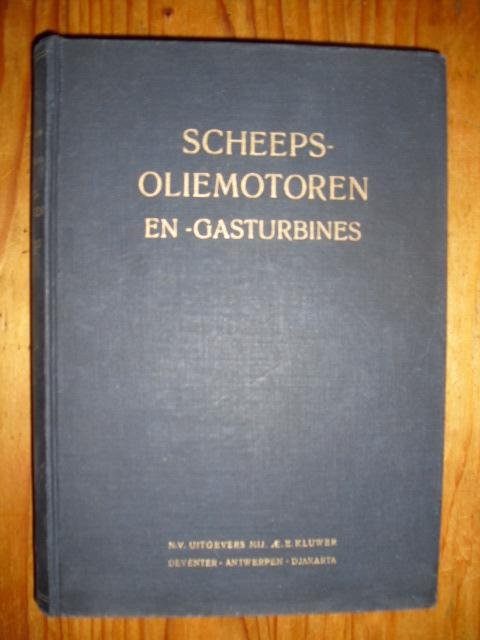 SCHEEPS-
OLIEMOTOREN
EN -GASTURBINES
N.V. UITGEVERS MIJ. Æ. E. KLUWER
DEVENTER - ANTWERPEN - DJAKARTA